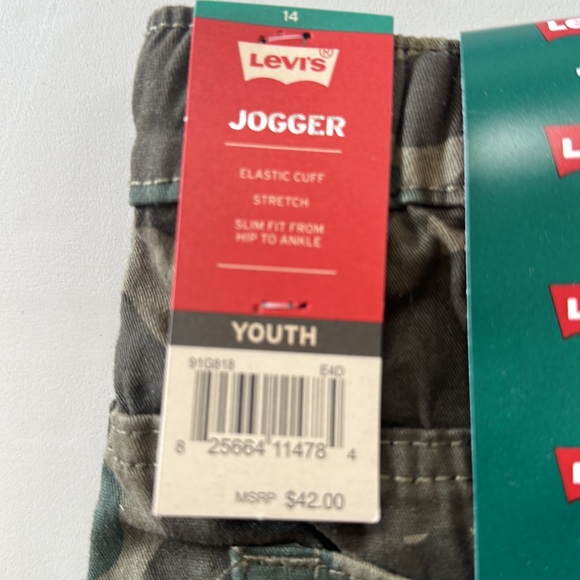 14
Levi's®
JOGGER
ELASTIC CUFF
STRETCH
SLIM FIT FROM
HIP TO ANKLE
YOUTH
91G818 E4D
8 25664 11478 4
MSRP $42.00
Le
L
L